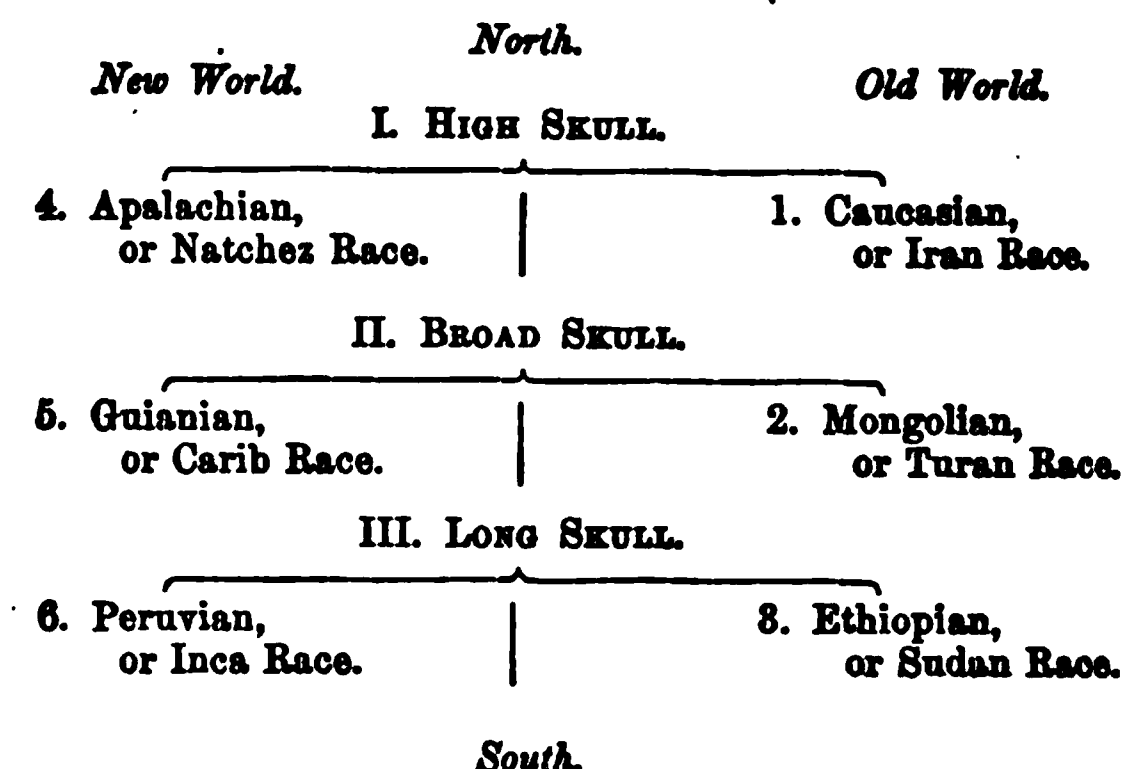 North.
New World. Old World.
I. HIGH SKULL.
4. Apalachian, 1. Caucasian,
or Natchez Race. or Iran Race.
II. BROAD SKULL.
5. Guianian, 2. Mongolian,
or Carib Race. or Turan Race.
III. LONG SKULL.
6. Peruvian, 3. Ethiopian,
or Inca Race. or Sudan Race.
South.